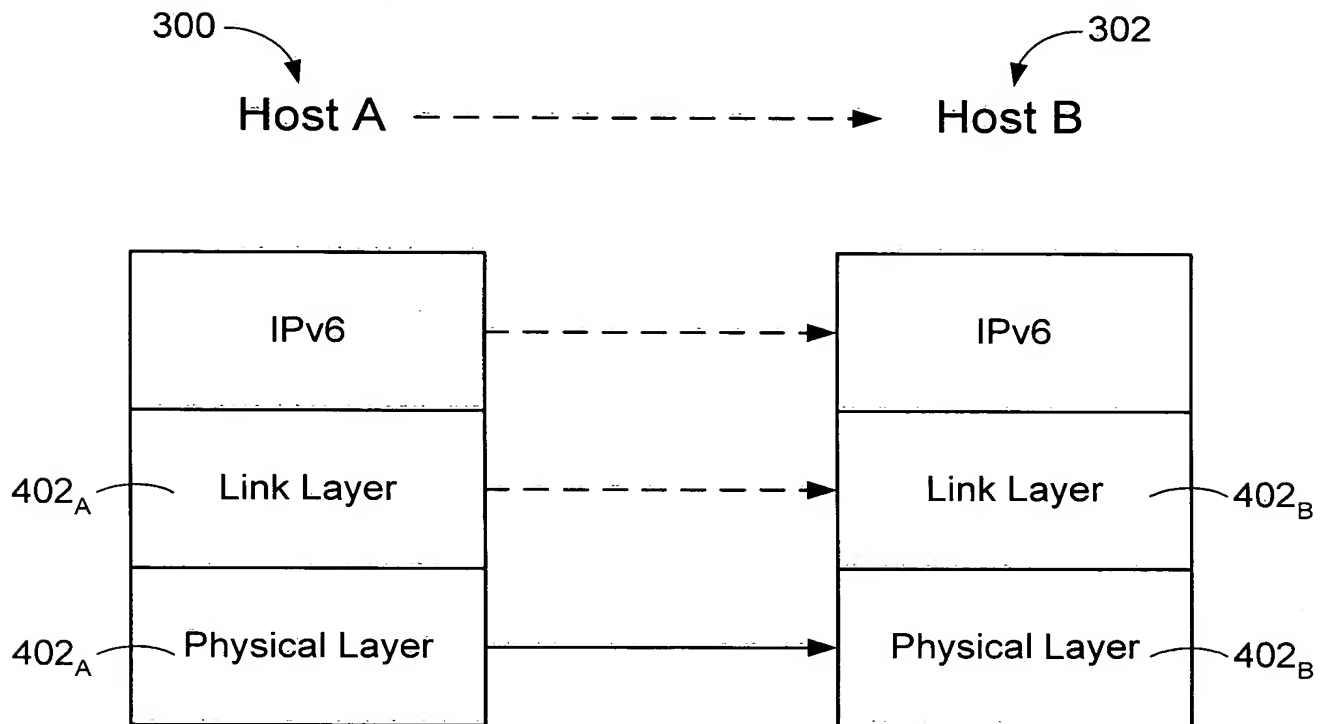 300 302
Host A Host B
IPv6 IPv6
402A Link Layer Link Layer 402B
402A Physical Layer Physical Layer 402B